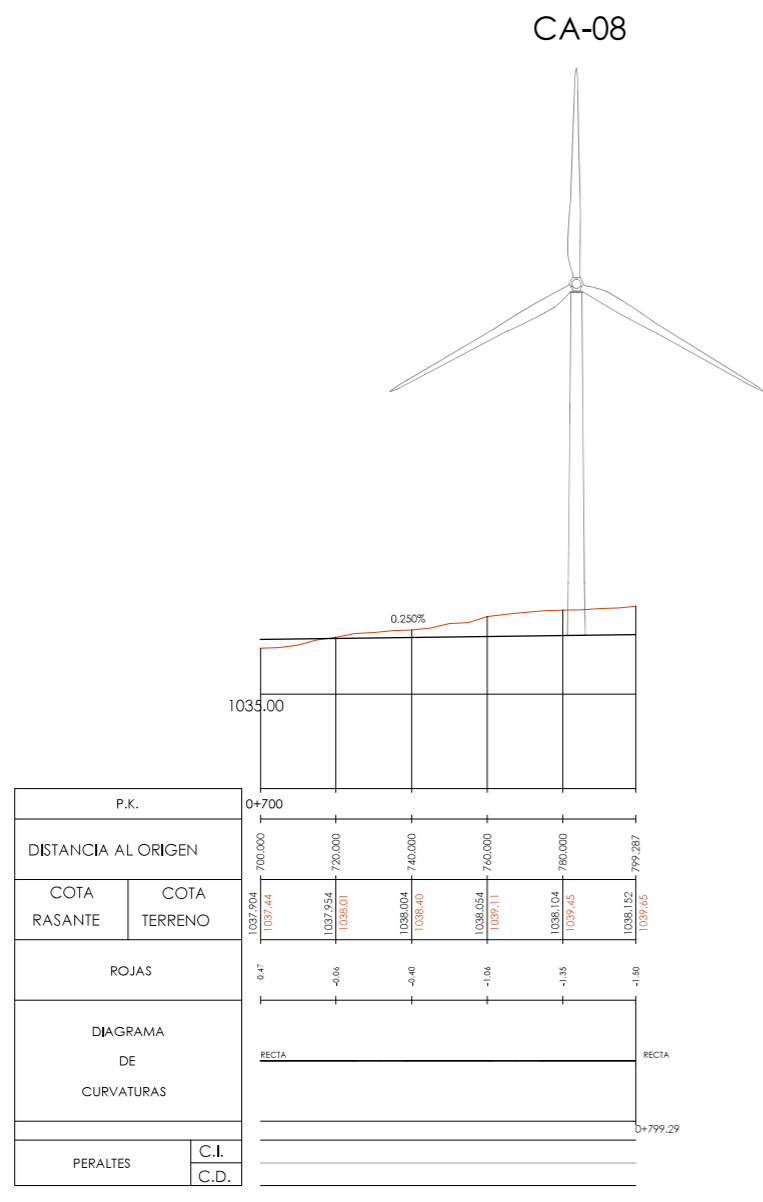 CA-08
0.250%
1035.00
P.K.
0+700
DISTANCIA AL ORIGEN
700.000
720.000
740.000
760.000
780.000
799.287
COTA RASANTE
COTA TERRENO
1037.904
1037.44
1037.954
1038.01
1038.004
1038.40
1038.054
1039.11
1038.104
1039.45
1038.152
1039.65
ROJAS
0.47
-0.06
-0.40
-1.06
-1.35
-1.50
DIAGRAMA
DE
CURVATURAS
RECTA
RECTA
0+799.29
PERALTES
C.I.
C.D.